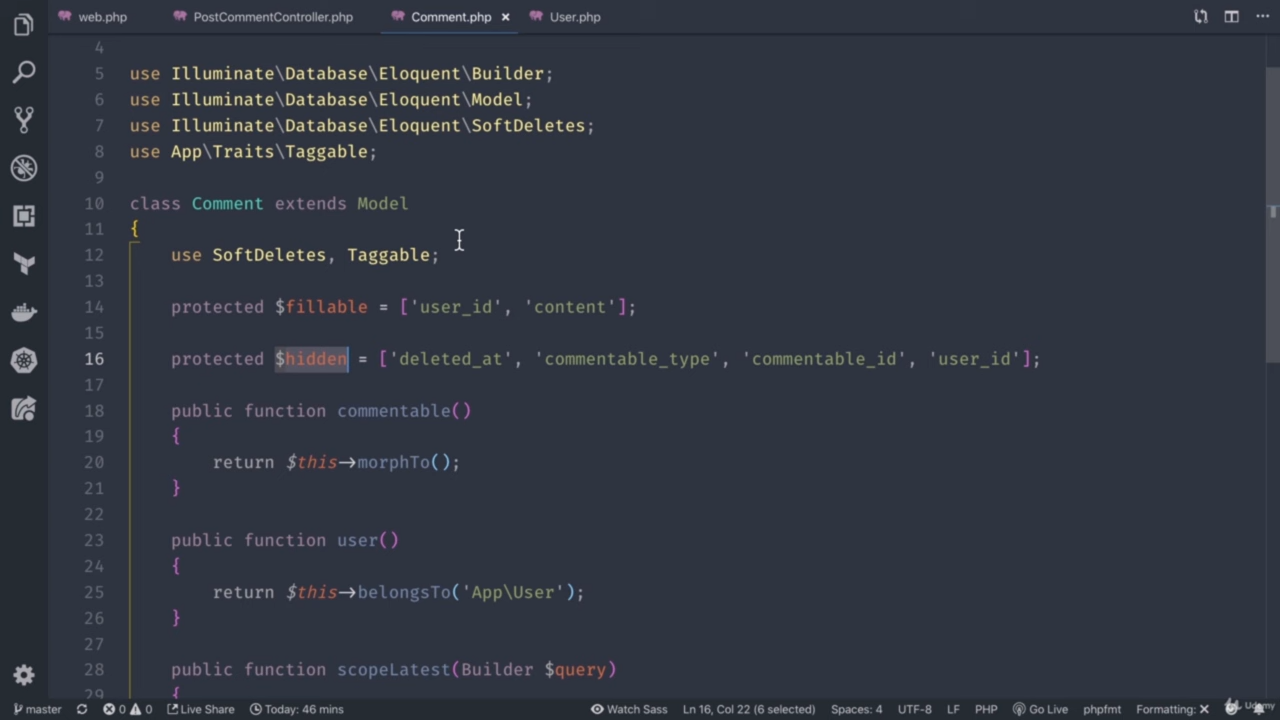 web.php PostCommentController.php Comment.php × User.php
4
5 use Illuminate\Database\Eloquent\Builder;
6 use Illuminate\Database\Eloquent\Model;
7 use Illuminate\Database\Eloquent\SoftDeletes;
8 use App\Traits\Taggable;
9
10 class Comment extends Model
11 {
12 use SoftDeletes, Taggable;
13
14 protected $fillable = ['user_id', 'content'];
15
16 protected $hidden = ['deleted_at', 'commentable_type', 'commentable_id', 'user_id'];
17
18 public function commentable()
19 {
20 return $this→morphTo();
21 }
22
23 public function user()
24 {
25 return $this→belongsTo('App\User');
26 }
27
28 public function scopeLatest(Builder $query)
29 {
master 0 0 Live Share Today: 46 mins Watch Sass Ln 16, Col 22 (6 selected) Spaces: 4 UTF-8 LF PHP Go Live phpfmt Formatting: × Udemy